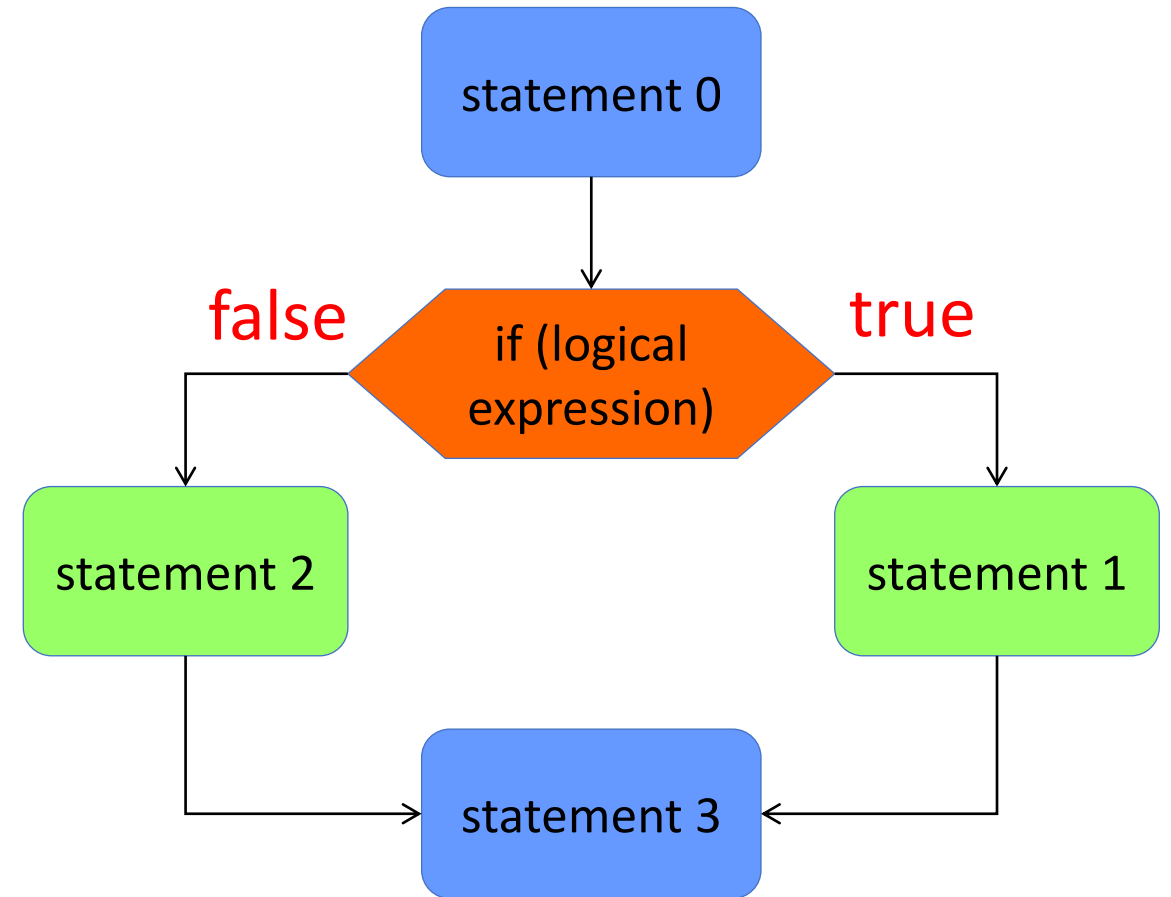 statement 0
false
true
if (logical
expression)
statement 2
statement 1
statement 3